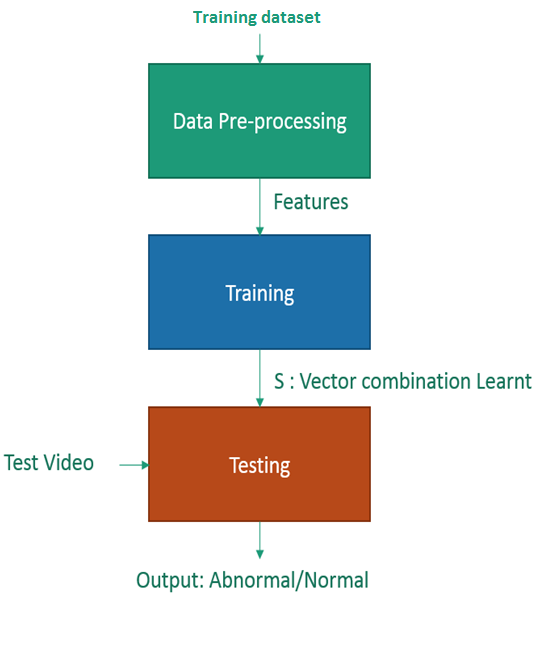 Training dataset
Data Pre-processing
Features
Training
S : Vector combination Learnt
Test Video
Testing
Output: Abnormal/Normal